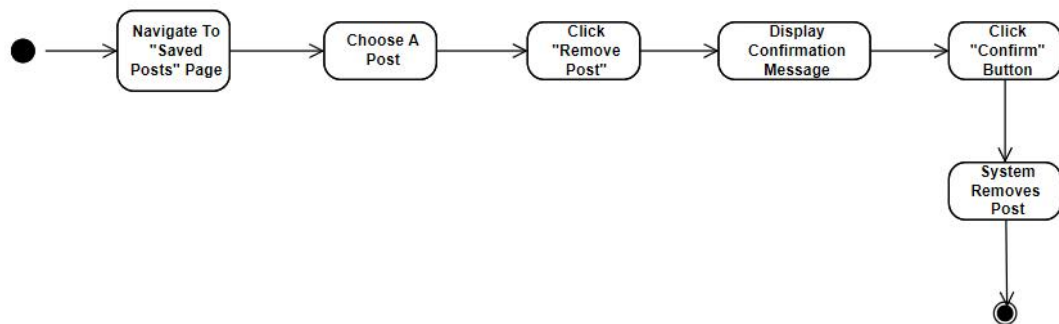 Navigate To
"Saved
Posts" Page
Choose A
Post
Click
"Remove
Post"
Display
Confirmation
Message
Click
"Confirm"
Button
System
Removes
Post